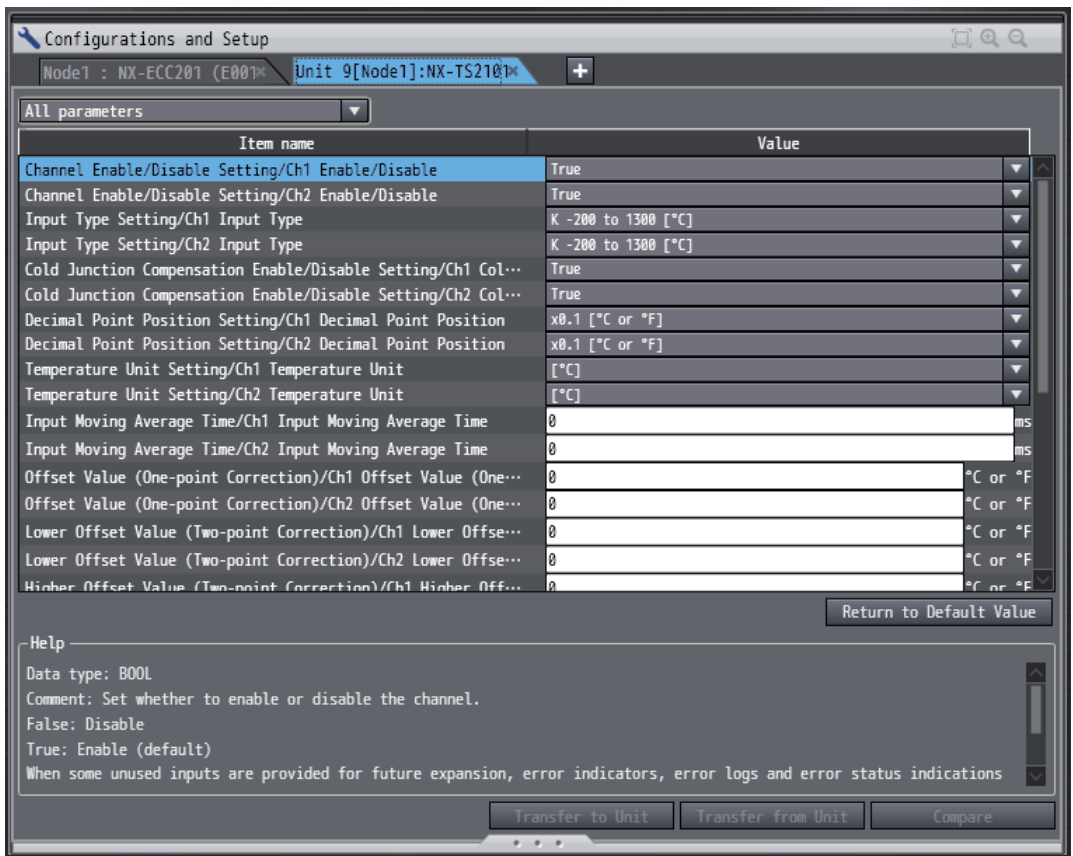 Configurations and Setup
Node1 : NX-ECC201 (E001 Unit 9[Node1]:NX-TS2101
All parameters
Item name Value
Channel Enable/Disable Setting/Ch1 Enable/Disable True
Channel Enable/Disable Setting/Ch2 Enable/Disable True
Input Type Setting/Ch1 Input Type K -200 to 1300 [°C]
Input Type Setting/Ch2 Input Type K -200 to 1300 [°C]
Cold Junction Compensation Enable/Disable Setting/Ch1 Col⋯ True
Cold Junction Compensation Enable/Disable Setting/Ch2 Col⋯ True
Decimal Point Position Setting/Ch1 Decimal Point Position x0.1 [°C or °F]
Decimal Point Position Setting/Ch2 Decimal Point Position x0.1 [°C or °F]
Temperature Unit Setting/Ch1 Temperature Unit [°C]
Temperature Unit Setting/Ch2 Temperature Unit [°C]
Input Moving Average Time/Ch1 Input Moving Average Time 0 ms
Input Moving Average Time/Ch2 Input Moving Average Time 0 ms
Offset Value (One-point Correction)/Ch1 Offset Value (One⋯ 0 °C or °F
Offset Value (One-point Correction)/Ch2 Offset Value (One⋯ 0 °C or °F
Lower Offset Value (Two-point Correction)/Ch1 Lower Offse⋯ 0 °C or °F
Lower Offset Value (Two-point Correction)/Ch2 Lower Offse⋯ 0 °C or °F
Higher Offset Value (Two-point Correction)/Ch1 Higher Off⋯ 0 °C or °F
Return to Default Value
Help
Data type: BOOL
Comment: Set whether to enable or disable the channel.
False: Disable
True: Enable (default)
When some unused inputs are provided for future expansion, error indicators, error logs and error status indications
Transfer to Unit Transfer from Unit Compare